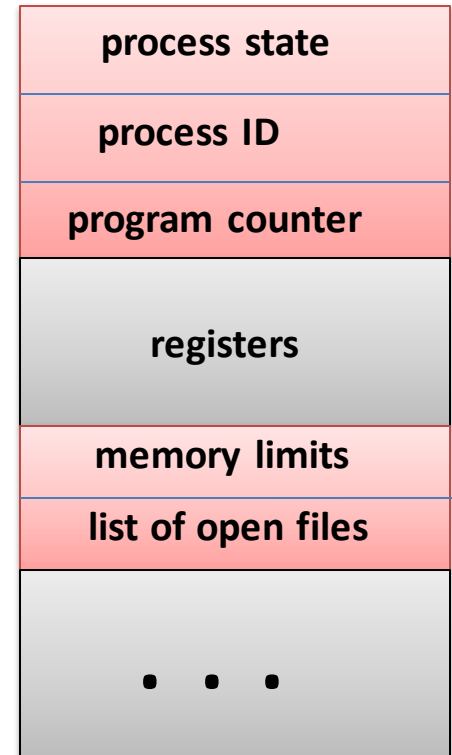 process state
process ID
program counter
registers
memory limits
list of open files
. . .